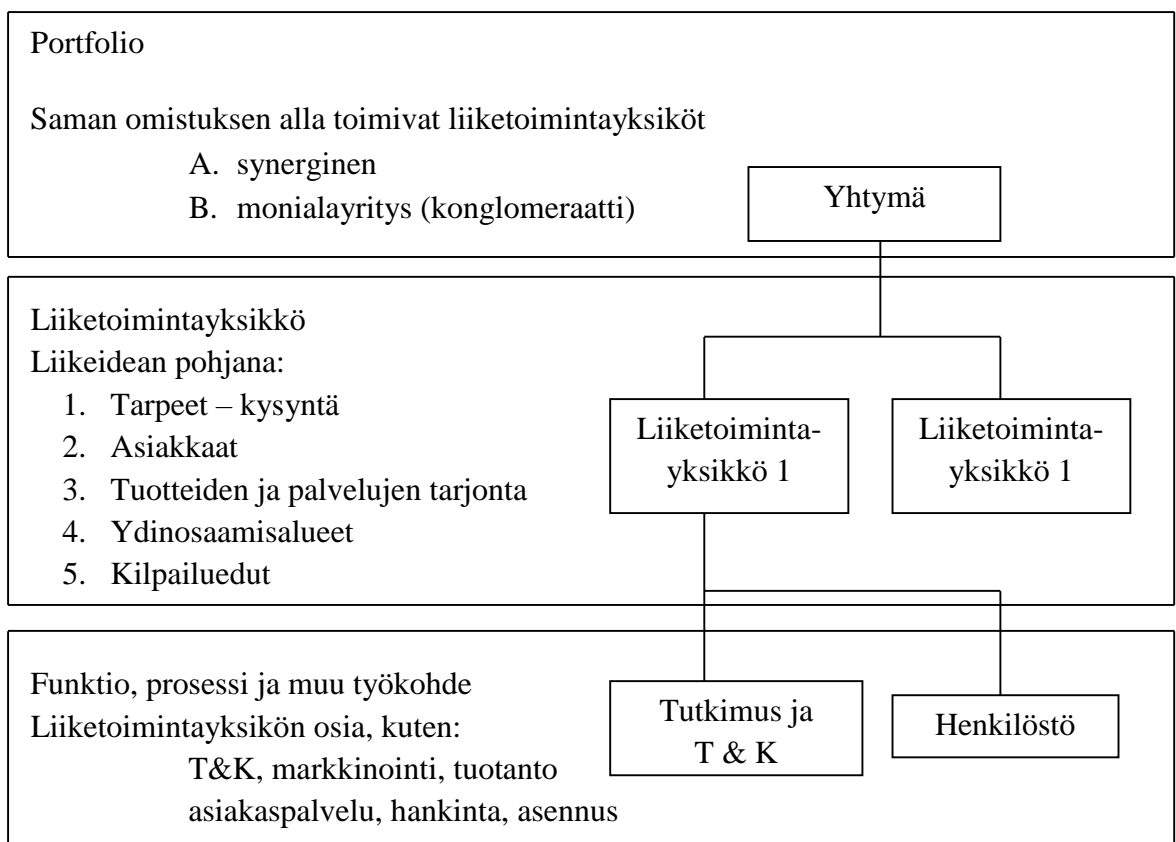 Portfolio
Saman omistuksen alla toimivat liiketoimintayksiköt
A. synerginen
B. monialayritys (konglomeraatti)
Yhtymä
Liiketoimintayksikkö
Liikeidean pohjana:
1. Tarpeet – kysyntä
2. Asiakkaat
3. Tuotteiden ja palvelujen tarjonta
4. Ydinosaamisalueet
5. Kilpailuedut
Liiketoiminta-
yksikkö 1
Liiketoiminta-
yksikkö 1
Funktio, prosessi ja muu työkohde
Liiketoimintayksikön osia, kuten:
T&K, markkinointi, tuotanto
asiakaspalvelu, hankinta, asennus
Tutkimus ja
T & K
Henkilöstö